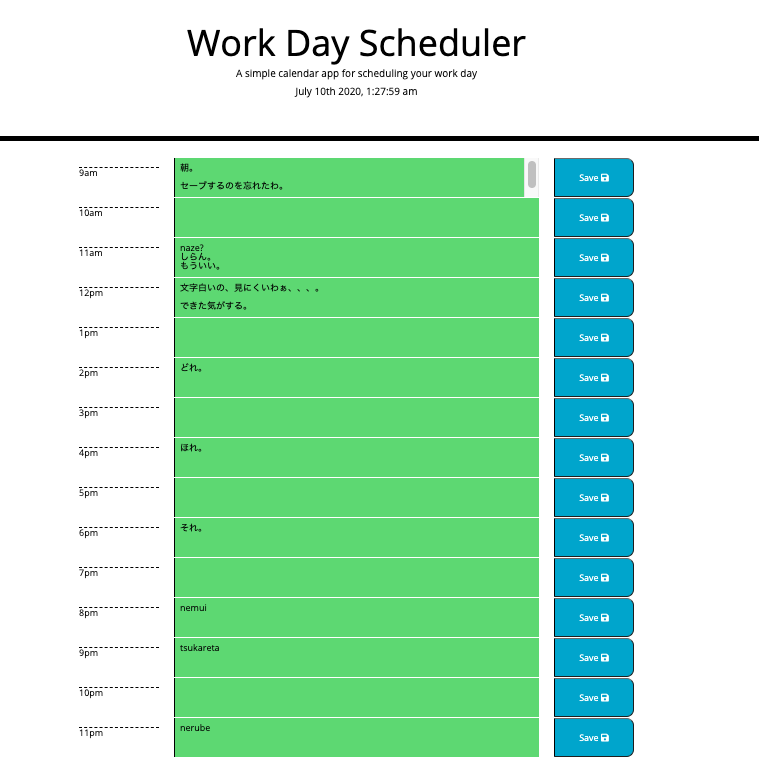 Work Day Scheduler
A simple calendar app for scheduling your work day
July 10th 2020, 1:27:59 am
9am
朝。
セーブするのを忘れたわ。
Save
10am
Save
11am
naze?
しらん。
もういい。
Save
12pm
文字白いの、見にくいわぁ、、、。
できた気がする。
Save
1pm
Save
2pm
どれ。
Save
3pm
Save
4pm
ほれ。
Save
5pm
Save
6pm
それ。
Save
7pm
Save
8pm
nemui
Save
9pm
tsukareta
Save
10pm
Save
11pm
nerube
Save